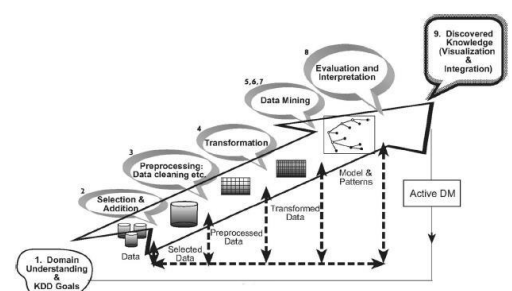 9. Discovered
Knowledge
(Visualization
&
Integration)
8
Evaluation and
Interpretation
5,6,7
Data Mining
4
Transformation
3
Preprocessing:
Data cleaning etc.
2
Selection &
Addition
1. Domain
Understanding
&
KDD Goals
Data
Selected
Data
Preprocessed
Data
Transformed
Data
Model &
Patterns
Active DM